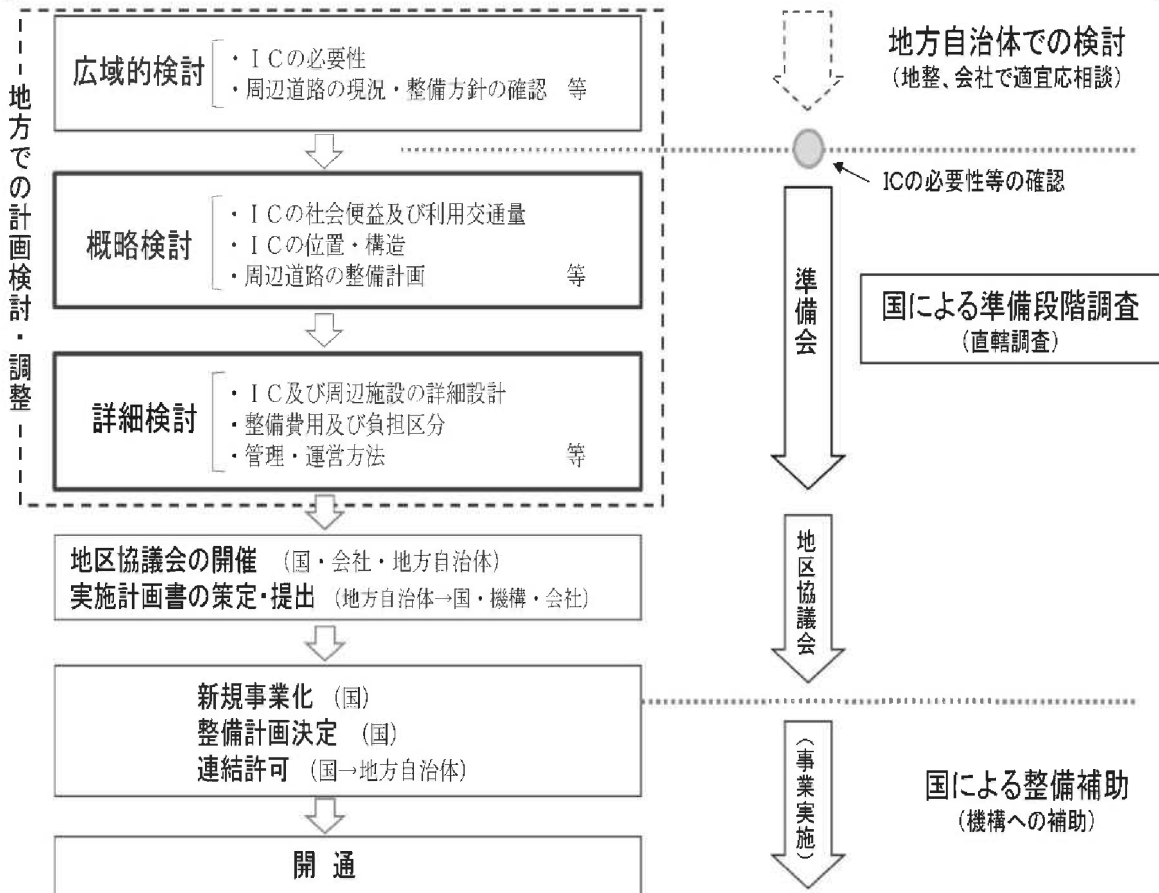 地方での計画検討・調整
広域的検討
・ＩＣの必要性
・周辺道路の現況・整備方針の確認　等
概略検討
・ＩＣの社会便益及び利用交通量
・ＩＣの位置・構造
・周辺道路の整備計画　等
詳細検討
・ＩＣ及び周辺施設の詳細設計
・整備費用及び負担区分
・管理・運営方法　等
地区協議会の開催 （国・会社・地方自治体）
実施計画書の策定・提出 （地方自治体→国・機構・会社）
新規事業化 （国）
整備計画決定 （国）
連結許可 （国→地方自治体）
開 通
地方自治体での検討
（地整、会社で適宜応相談）
ICの必要性等の確認
準備会
国による準備段階調査
（直轄調査）
地区協議会
（事業実施）
国による整備補助
（機構への補助）